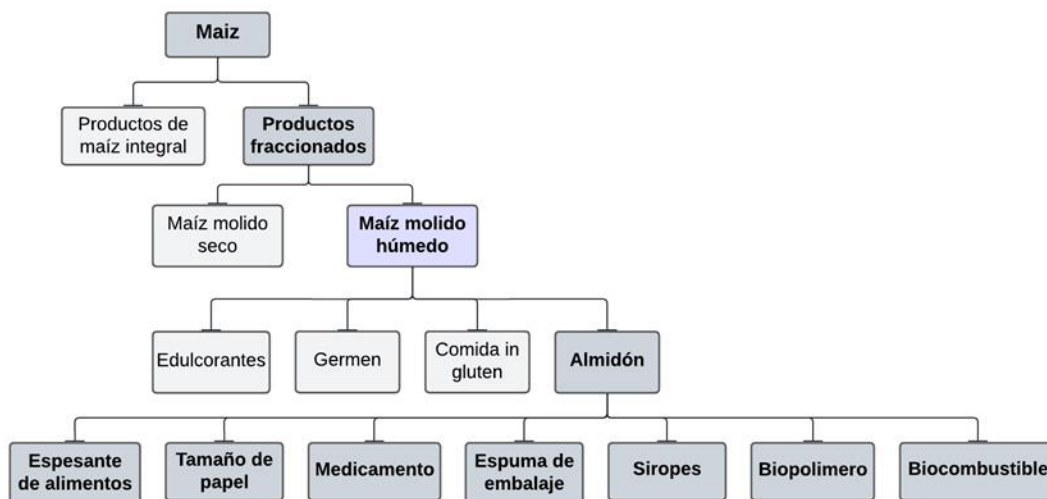 Maiz
Productos de
maíz integral
Productos
fraccionados
Maíz molido
seco
Maíz molido
húmedo
Edulcorantes
Germen
Comida in
gluten
Almidón
Espesante
de alimentos
Tamaño de
papel
Medicamento
Espuma de
embalaje
Siropes
Biopolimero
Biocombustible